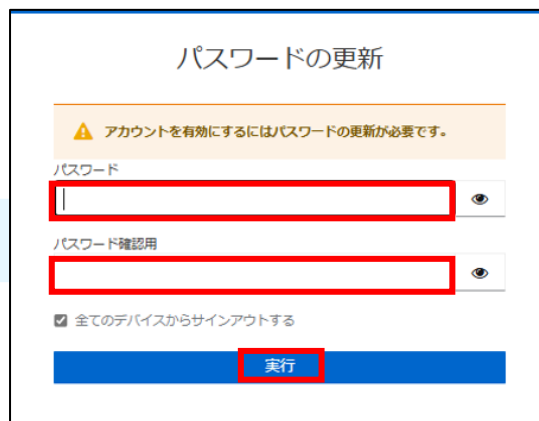 パスワードの更新
アカウントを有効にするにはパスワードの更新が必要です。
パスワード
パスワード確認用
全てのデバイスからサインアウトする
実行